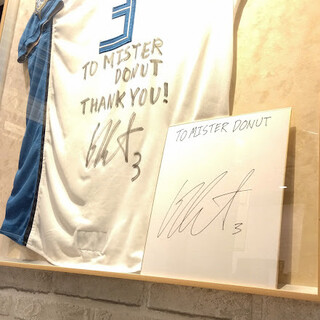 3
TO MISTER
DONUT
THANK YOU!
3
TO MISTER DONUT
3